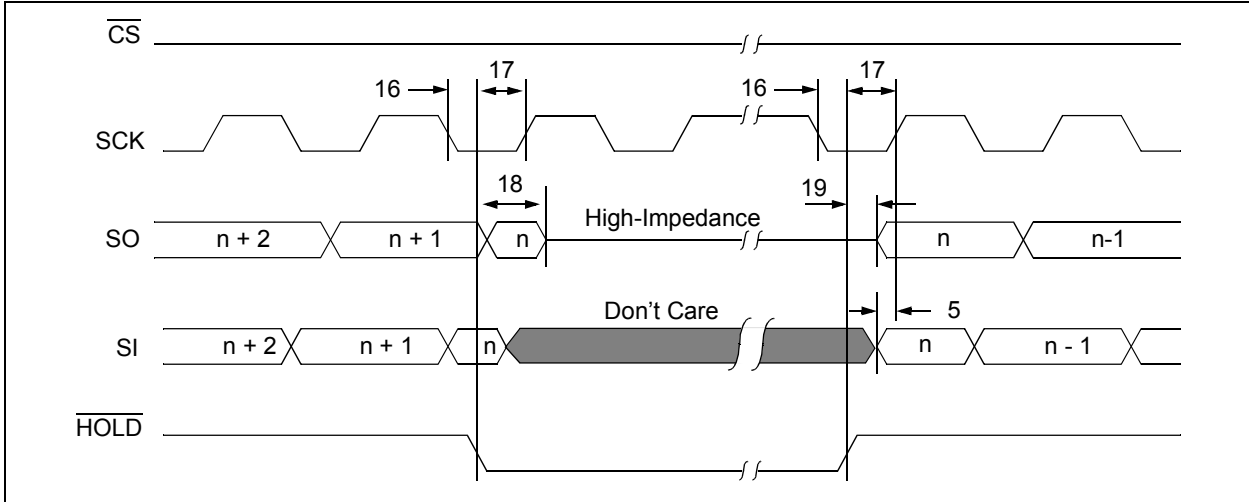 CS
16 17 16 17
SCK
18 19
SO n + 2 n + 1 n High-Impedance n n-1
Don't Care 5
SI n + 2 n + 1 n n n - 1
HOLD